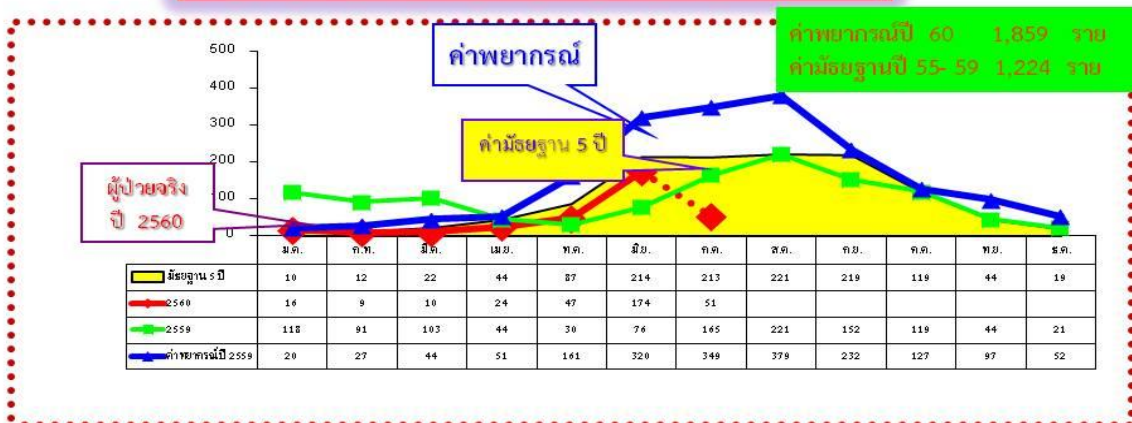 ค่าพยากรณ์ปี 60 1,859 ราย
ค่ามัธยฐานปี 55- 59 1,224 ราย
ค่าพยากรณ์
ค่ามัธยฐาน 5 ปี
ผู้ป่วยจริง
ปี 2560
500
400
300
200
100
0
ม.ค. ก.พ. มี.ค. เม.ย. พ.ค. มิ.ย. ก.ค. ส.ค. ก.ย. ต.ค. พ.ย. ธ.ค.
มัธยฐาน 5 ปี 10 12 22 44 87 214 213 221 219 119 44 19
2560 16 9 10 24 47 174 51
2559 118 91 103 44 30 76 165 221 152 119 44 21
ค่าพยากรณ์ปี 2559 20 27 44 51 161 320 349 379 232 127 97 52